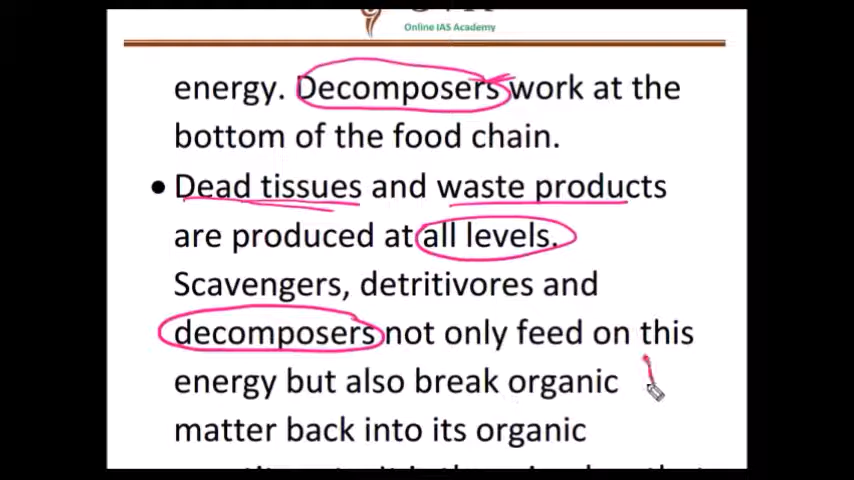 Online IAS Academy
energy. Decomposers work at the
bottom of the food chain.
• Dead tissues and waste products
are produced at all levels.
Scavengers, detritivores and
decomposers not only feed on this
energy but also break organic
matter back into its organic